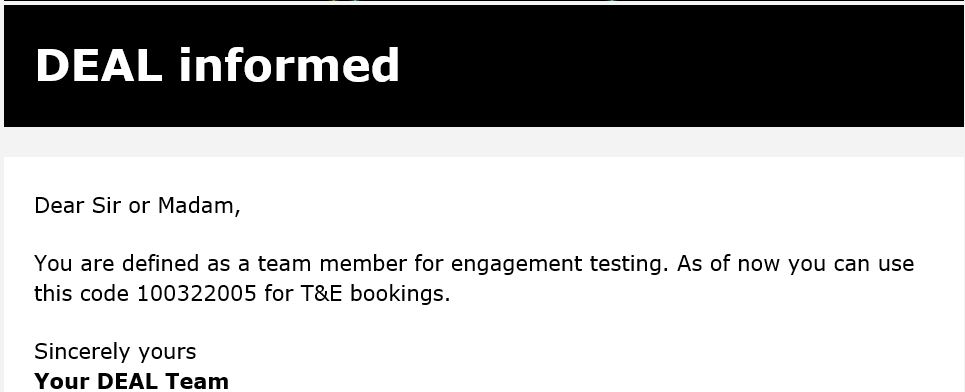 DEAL informed
Dear Sir or Madam,
You are defined as a team member for engagement testing. As of now you can use
this code 100322005 for T&E bookings.
Sincerely yours
Your DEAL Team